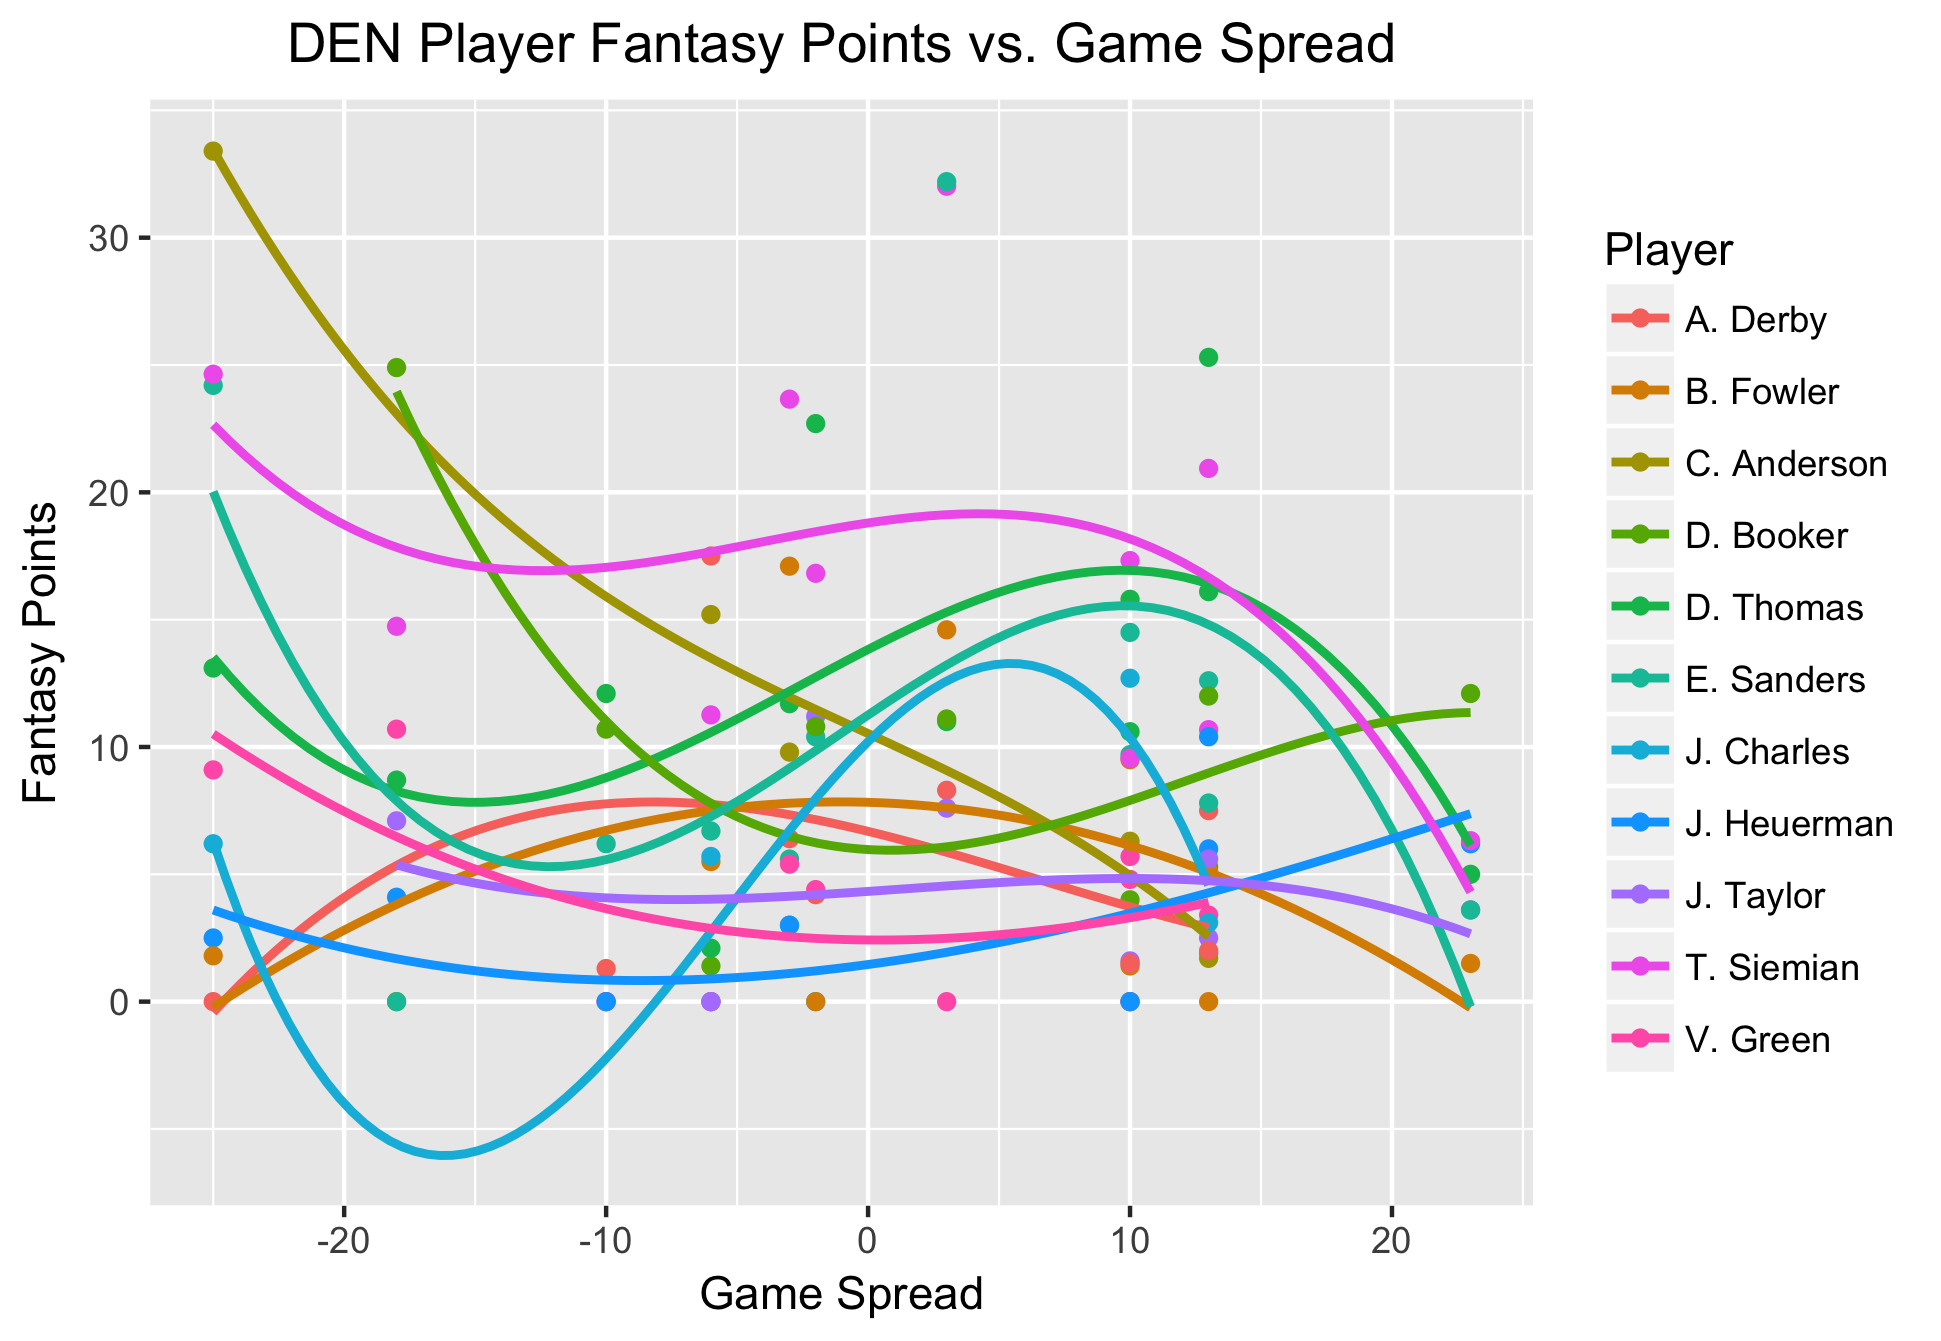 DEN Player Fantasy Points vs. Game Spread
Fantasy Points
30
20
10
0
-20
-10
0
10
20
Game Spread
Player
A. Derby
B. Fowler
C. Anderson
D. Booker
D. Thomas
E. Sanders
J. Charles
J. Heuerman
J. Taylor
T. Siemian
V. Green